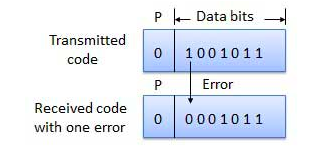 P Data bits
Transmitted code 0 1001011
P Error
Received code with one error 0 0001011